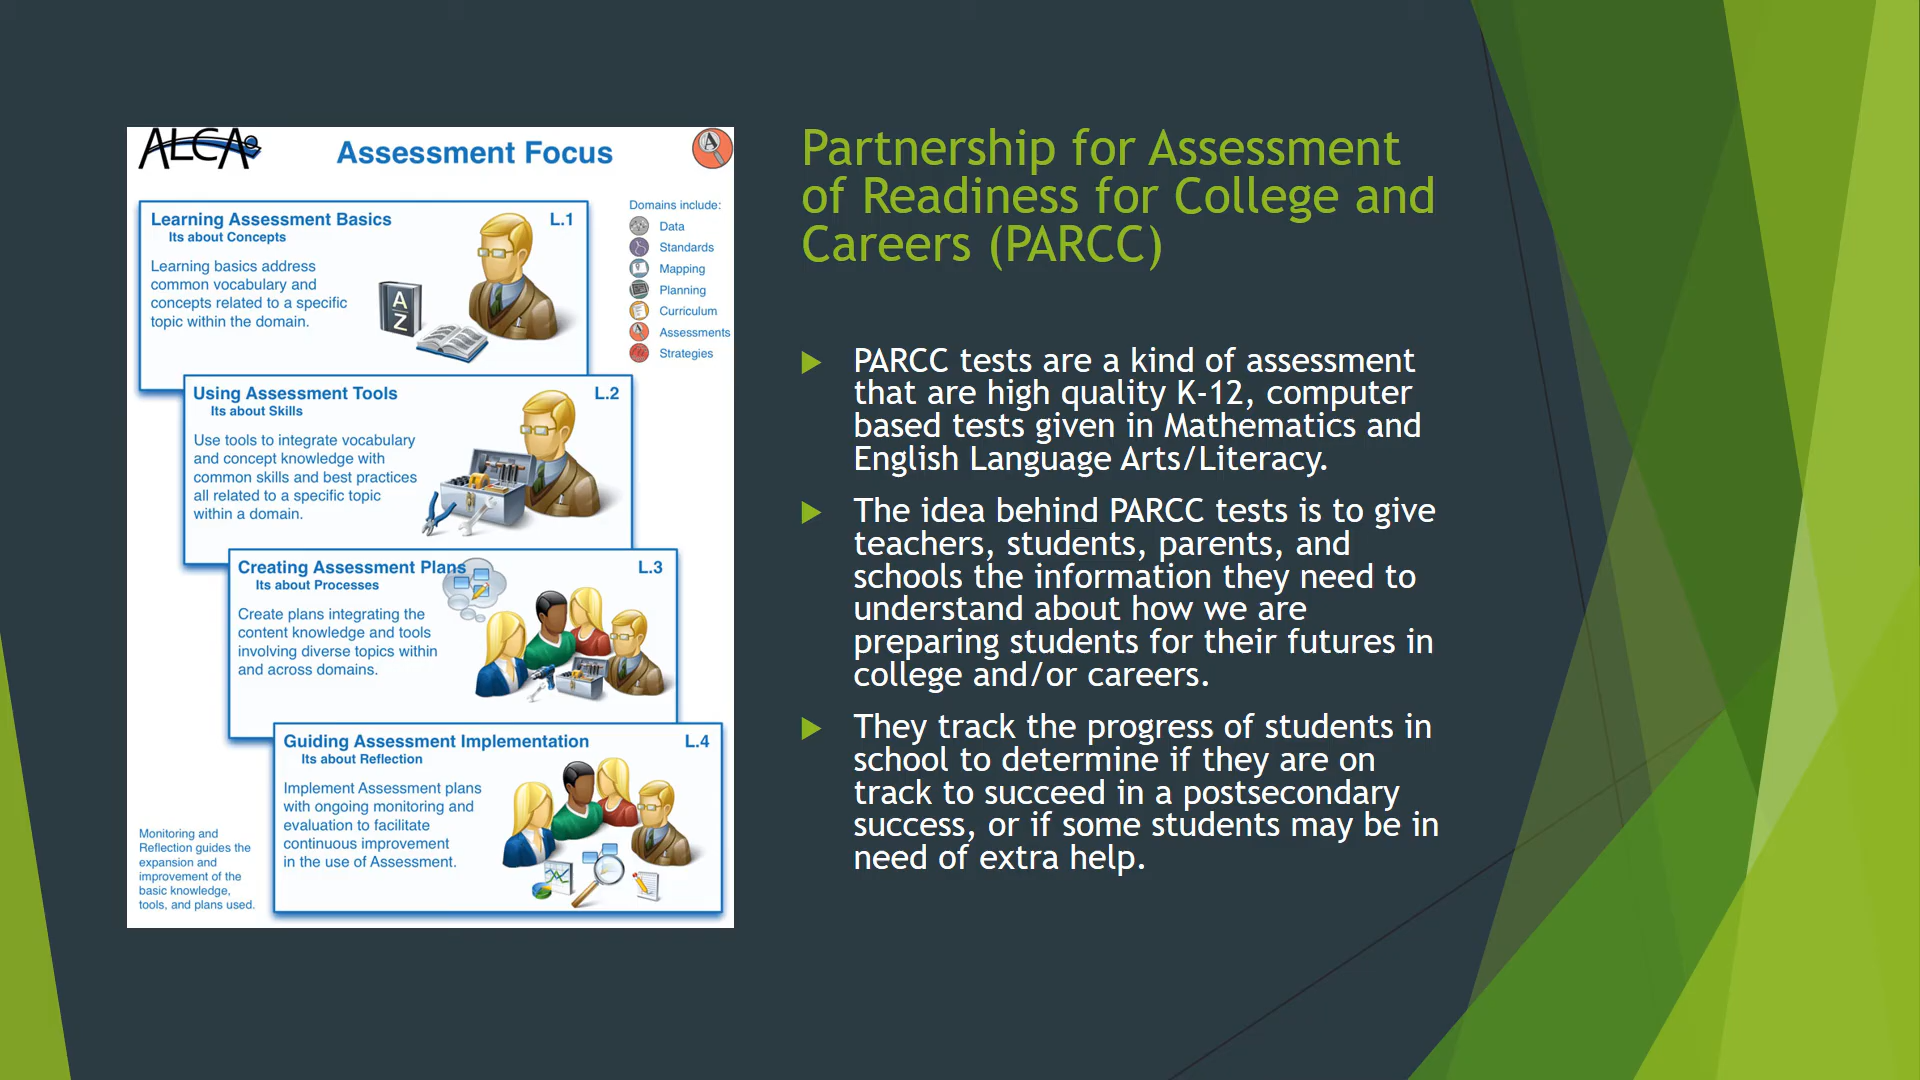 ALCA
Assessment Focus
Learning Assessment Basics
L.1
Its about Concepts
Learning basics address
common vocabulary and
concepts related to a specific
topic within the domain.
A
Z
Domains include:
Data
Standards
Mapping
Planning
Curriculum
Assessments
Strategies
Using Assessment Tools
L.2
Its about Skills
Use tools to integrate vocabulary
and concept knowledge with
common skills and best practices
all related to a specific topic
within a domain.
Creating Assessment Plans
L.3
Its about Processes
Create plans integrating the
content knowledge and tools
involving diverse topics within
and across domains.
Guiding Assessment Implementation
L.4
Its about Reflection
Implement Assessment plans
with ongoing monitoring and
evaluation to facilitate
continuous improvement
in the use of Assessment.
Monitoring and
Reflection guides the
expansion and
improvement of the
basic knowledge,
tools, and plans used.
Partnership for Assessment
of Readiness for College and
Careers (PARCC)
PARCC tests are a kind of assessment
that are high quality K-12, computer
based tests given in Mathematics and
English Language Arts/Literacy.
The idea behind PARCC tests is to give
teachers, students, parents, and
schools the information they need to
understand about how we are
preparing students for their futures in
college and/or careers.
They track the progress of students in
school to determine if they are on
track to succeed in a postsecondary
success, or if some students may be in
need of extra help.